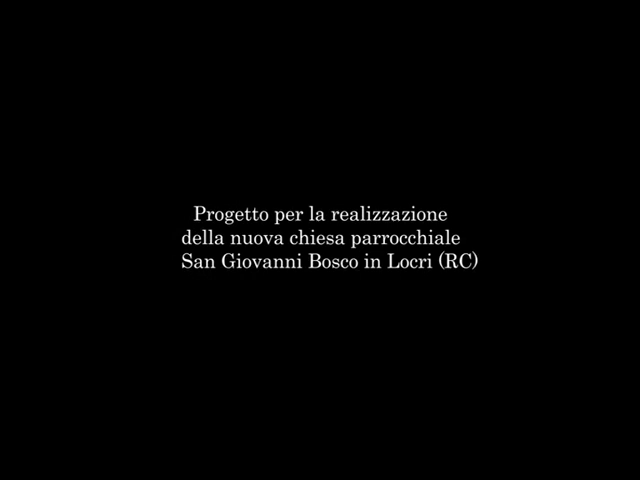 Progetto per la realizzazione
della nuova chiesa parrocchiale
San Giovanni Bosco in Locri (RC)